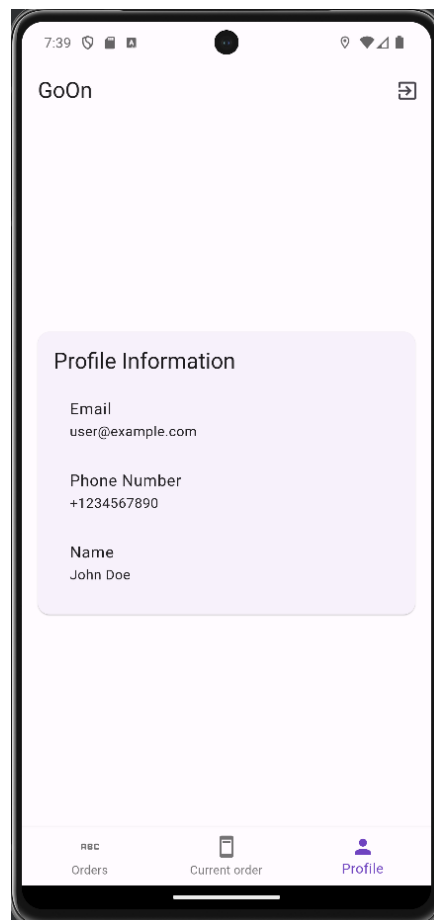 7:39
GoOn
Profile Information
Email
user@example.com
Phone Number
+1234567890
Name
John Doe
ABC
Orders
Current order
Profile